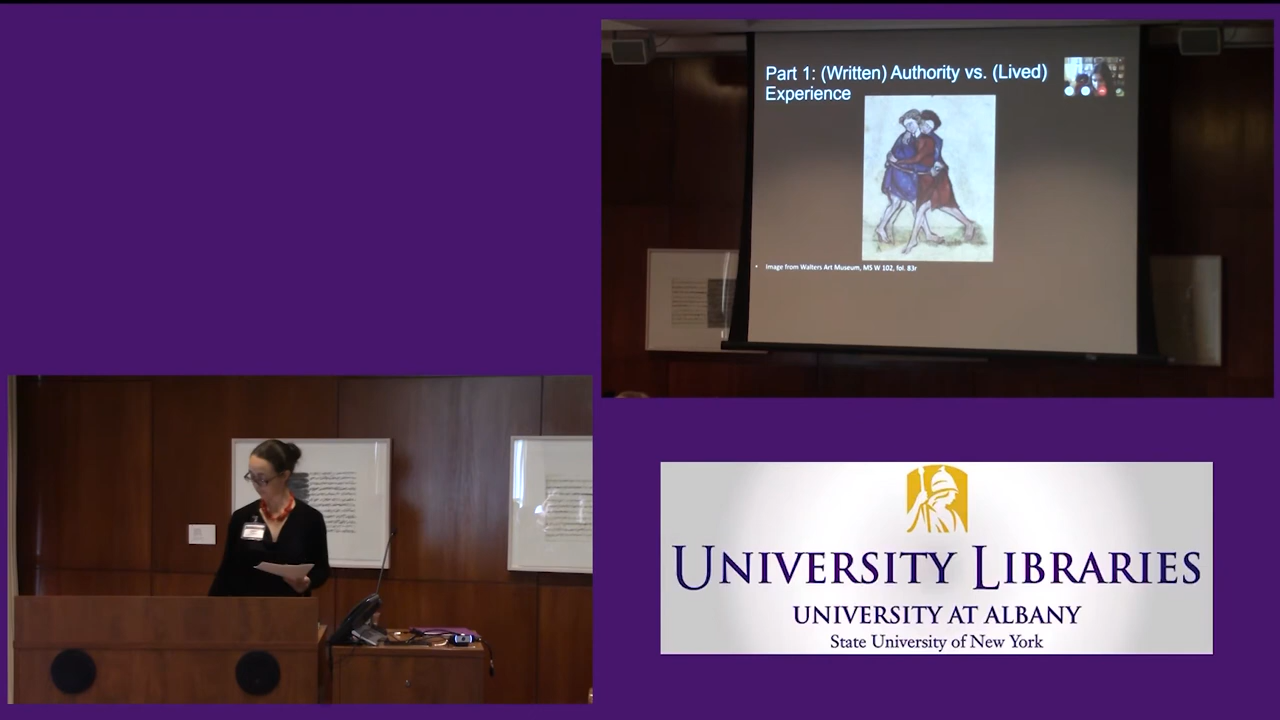 Part 1: (Written) Authority vs. (Lived)
Experience
• Image from Walters Art Museum, MS W 102, fol. 83r
UNIVERSITY LIBRARIES
UNIVERSITY AT ALBANY
State University of New York